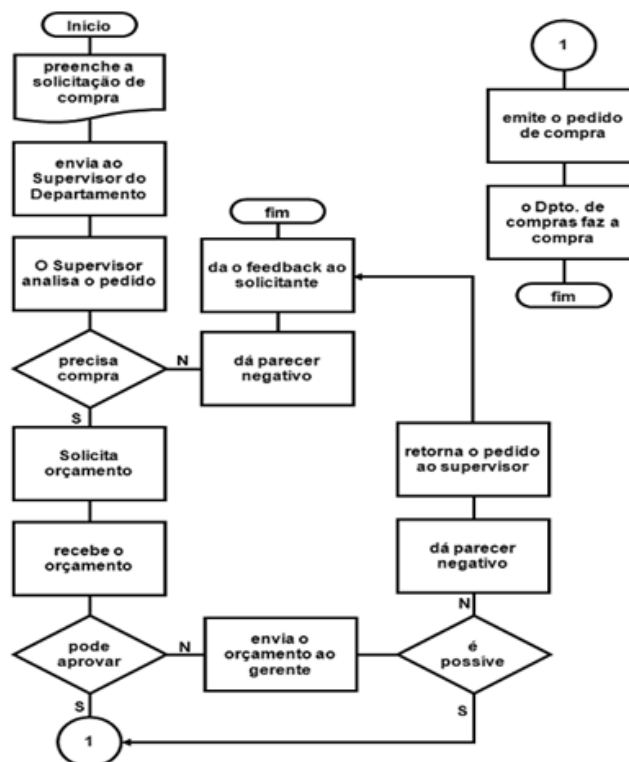 Inicio
preenche a
solicitação de
compra
envia ao
Supervisor do
Departamento
O Supervisor
analisa o pedido
precisa
compra
N
S
dá parecer
negativo
da o feedback ao
solicitante
fim
Solicita
orçamento
recebe o
orçamento
pode
aprovar
N
S
envia o
orçamento ao
gerente
é
possive
N
S
dá parecer
negativo
retorna o pedido
ao supervisor
1
1
emite o pedido
de compra
o Dpto. de
compras faz a
compra
fim